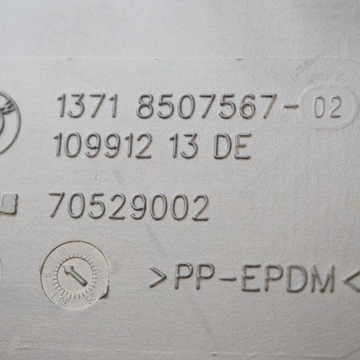 1371 8507567-02
109912 13 DE
70529002
>PP-EPDM<